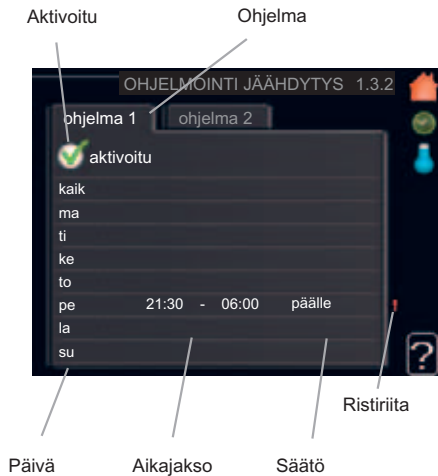 Aktivoitu Ohjelma
OHJELMOINTI JÄÄHDYTYS 1.3.2
ohjelma 1 ohjelma 2
aktivoitu
kaik
ma
ti
ke
to
pe 21:30 - 06:00 päälle !
la
su
?
Ristiriita
Päivä Aikajakso Säätö